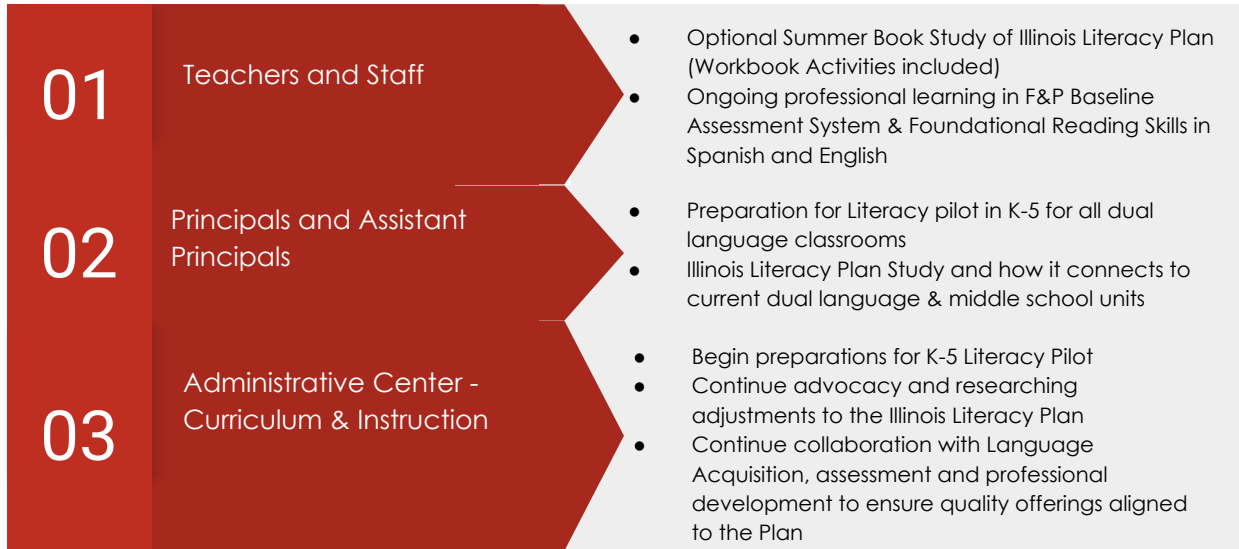 01
Teachers and Staff
● Optional Summer Book Study of Illinois Literacy Plan
(Workbook Activities included)
● Ongoing professional learning in F&P Baseline
Assessment System & Foundational Reading Skills in
Spanish and English
02
Principals and Assistant
Principals
● Preparation for Literacy pilot in K-5 for all dual
language classrooms
● Illinois Literacy Plan Study and how it connects to
current dual language & middle school units
03
Administrative Center -
Curriculum & Instruction
● Begin preparations for K-5 Literacy Pilot
● Continue advocacy and researching
adjustments to the Illinois Literacy Plan
● Continue collaboration with Language
Acquisition, assessment and professional
development to ensure quality offerings aligned
to the Plan